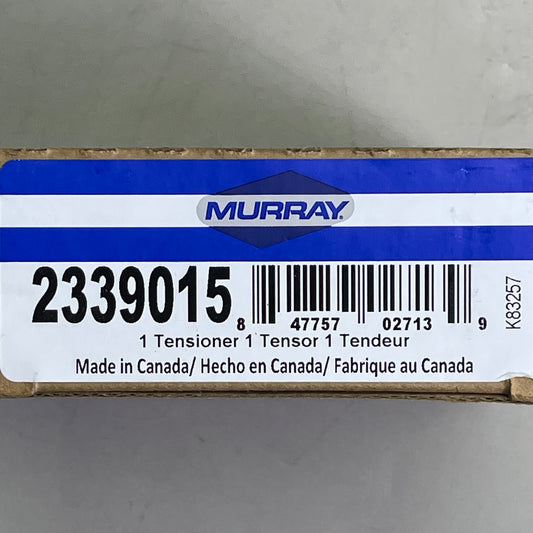 MURRAY
2339015
8 47757 02713 9
K83257
1 Tensioner 1 Tensor 1 Tendeur
Made in Canada/ Hecho en Canada/ Fabrique au Canada